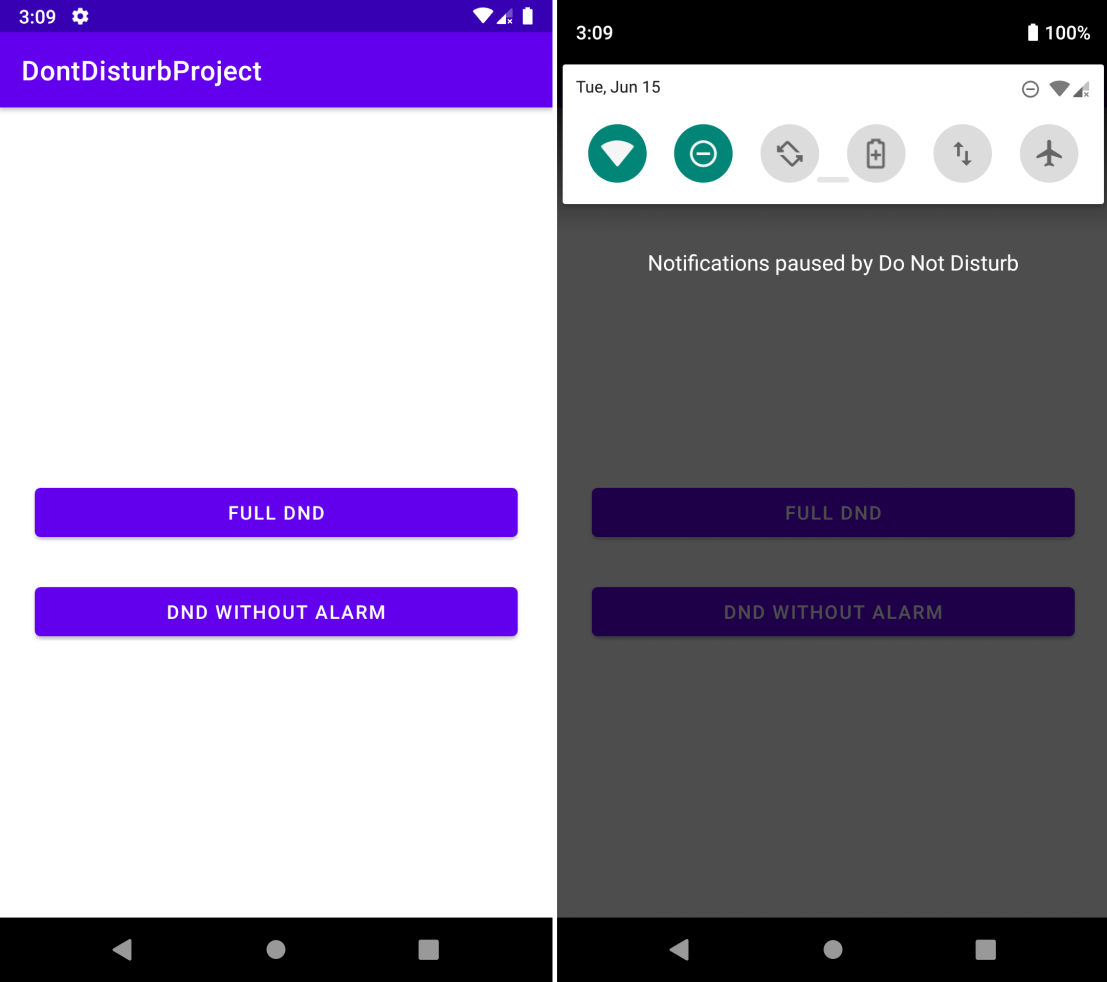 3:09
DontDisturbProject
FULL DND
DND WITHOUT ALARM
3:09 100%
Tue, Jun 15
Notifications paused by Do Not Disturb
FULL DND
DND WITHOUT ALARM